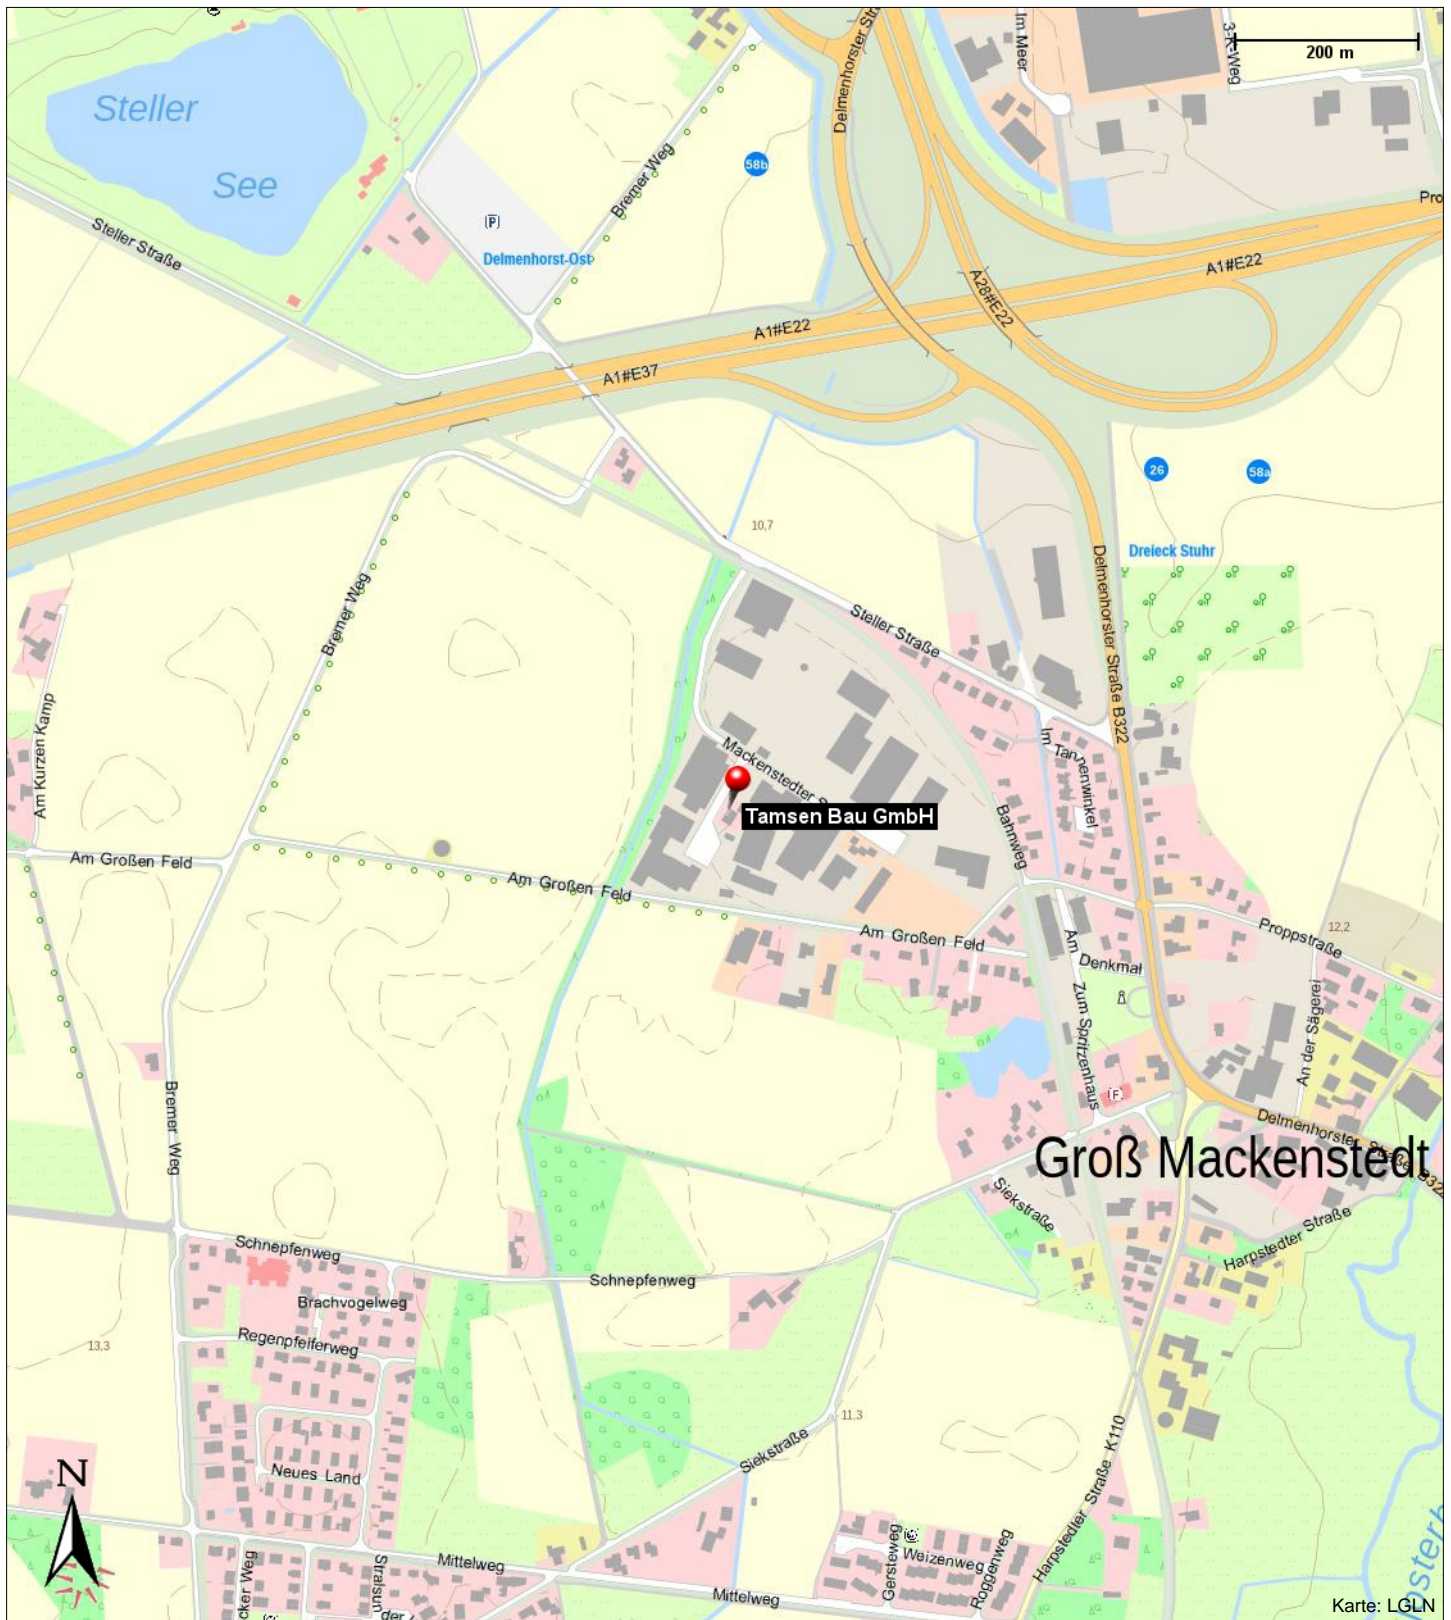 200 m
Steller
See
Im Meer
3-K-Weg
Delmenhorster Str
58b
Bremer Weg
P
Delmenhorst-Ost
Steller Straße
Pro
A1#E22
A28#E22
A1#E22
A1#E37
26
58a
10,7
Dreieck Stuhr
Bremer Weg
Delmenhorster Straße B322
Steller Straße
Am Kurzen Kamp
Im Tannenwinkel
Mackenstedter S
Tamsen Bau GmbH
Bahnweg
Am Großen Feld
Am Großen Feld
Am Großen Feld
Proppstraße
12,2
Am Denkmal
Zum Spritzenhaus
An der Sägerei
F
Bremer Weg
Delmenhorster Straße B322
Groß Mackenstedt
Siekstraße
Harpstedter Straße
Schnepfenweg
Schnepfenweg
Brachvogelweg
Regenpfeiferweg
13,3
11,3
Siekstraße
Harpstedter Straße K110
Neues Land
N
Mittelweg
Mittelweg
Gersteweg
Weizenweg
Roggenweg
cker Weg
Stralsunder
Karte: LGLN